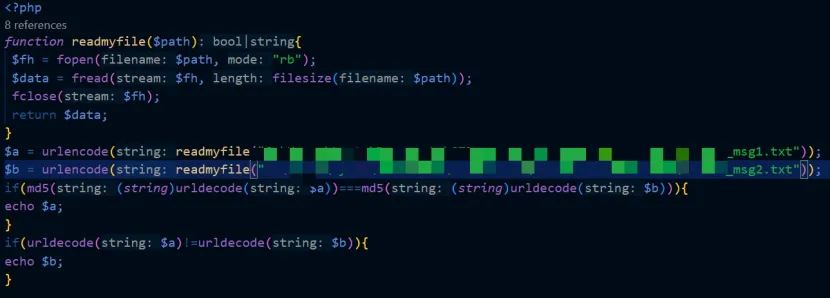 <?php
8 references
function readmyfile($path): bool|string{
$fh = fopen(filename: $path, mode: "rb");
$data = fread(stream: $fh, length: filesize(filename: $path));
fclose(stream: $fh);
return $data;
}
$a = urlencode(string: readmyfile(" _msg1.txt"));
$b = urlencode(string: readmyfile(" _msg2.txt"));
if(md5(string: (string)urldecode(string: $a))===md5(string: (string)urldecode(string: $b))){
echo $a;
}
if(urldecode(string: $a)!=urldecode(string: $b)){
echo $b;
}